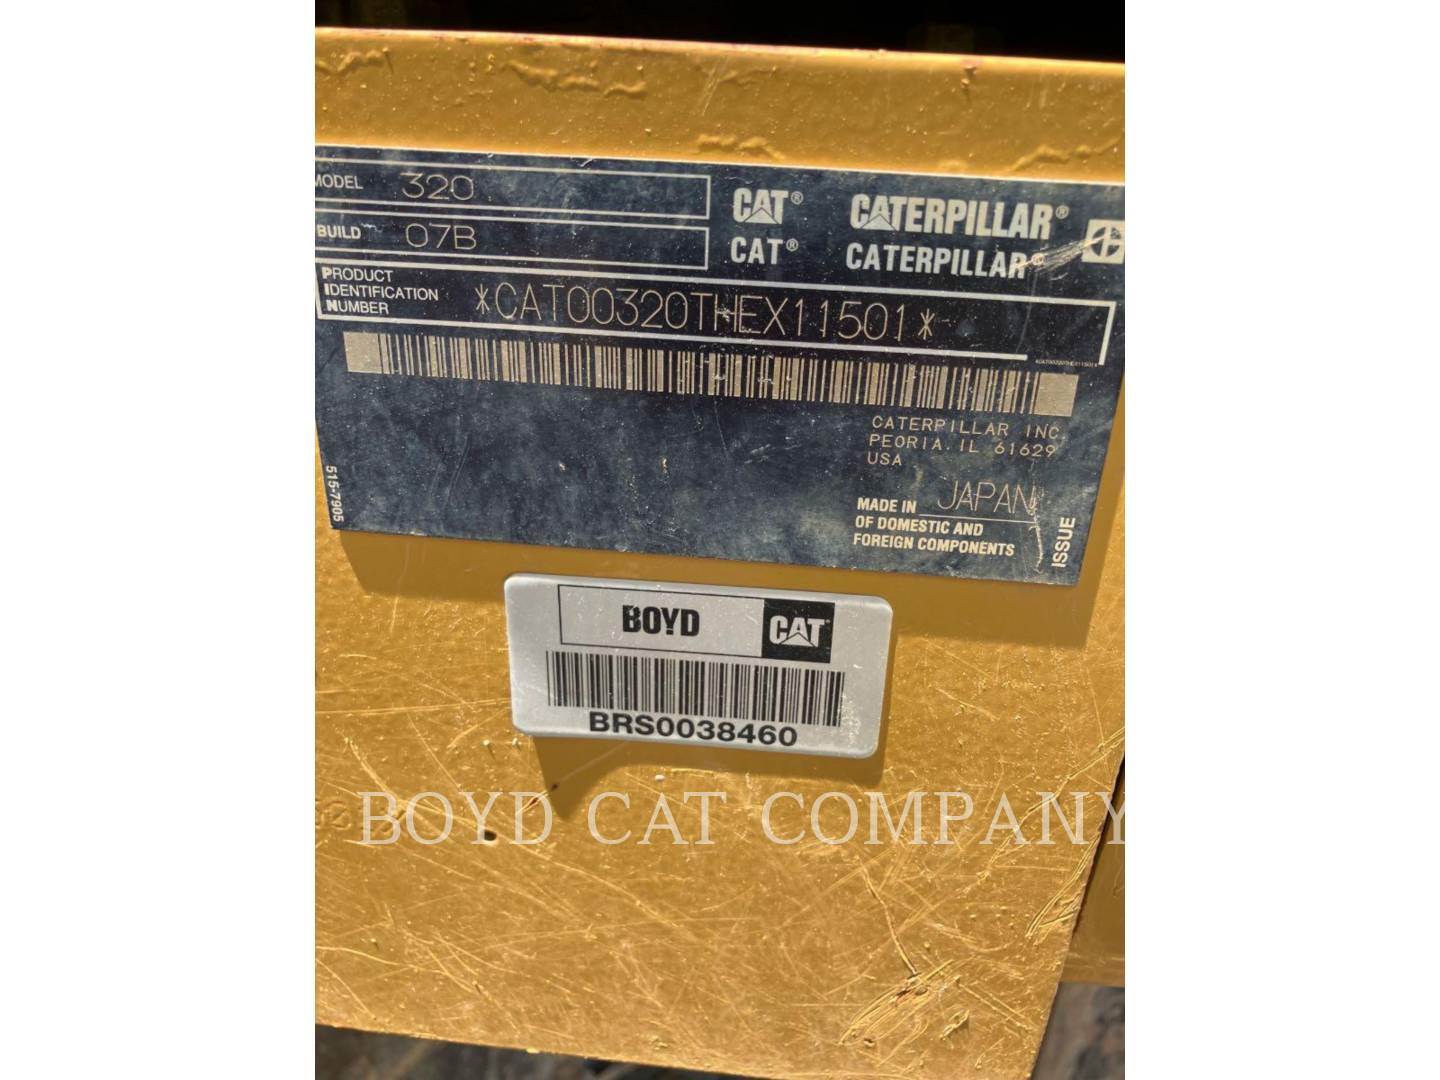 MODEL 320
BUILD 07B
CAT® CATERPILLAR®
CAT® CATERPILLAR®
PRODUCT
IDENTIFICATION
NUMBER
*CAT00320THEX11501*
CATERPILLAR INC.
PEORIA, IL 61629
USA
515-7905
MADE IN JAPAN
OF DOMESTIC AND
FOREIGN COMPONENTS
ISSUE
BOYD CAT
BRS0038460
BOYD CAT COMPANY